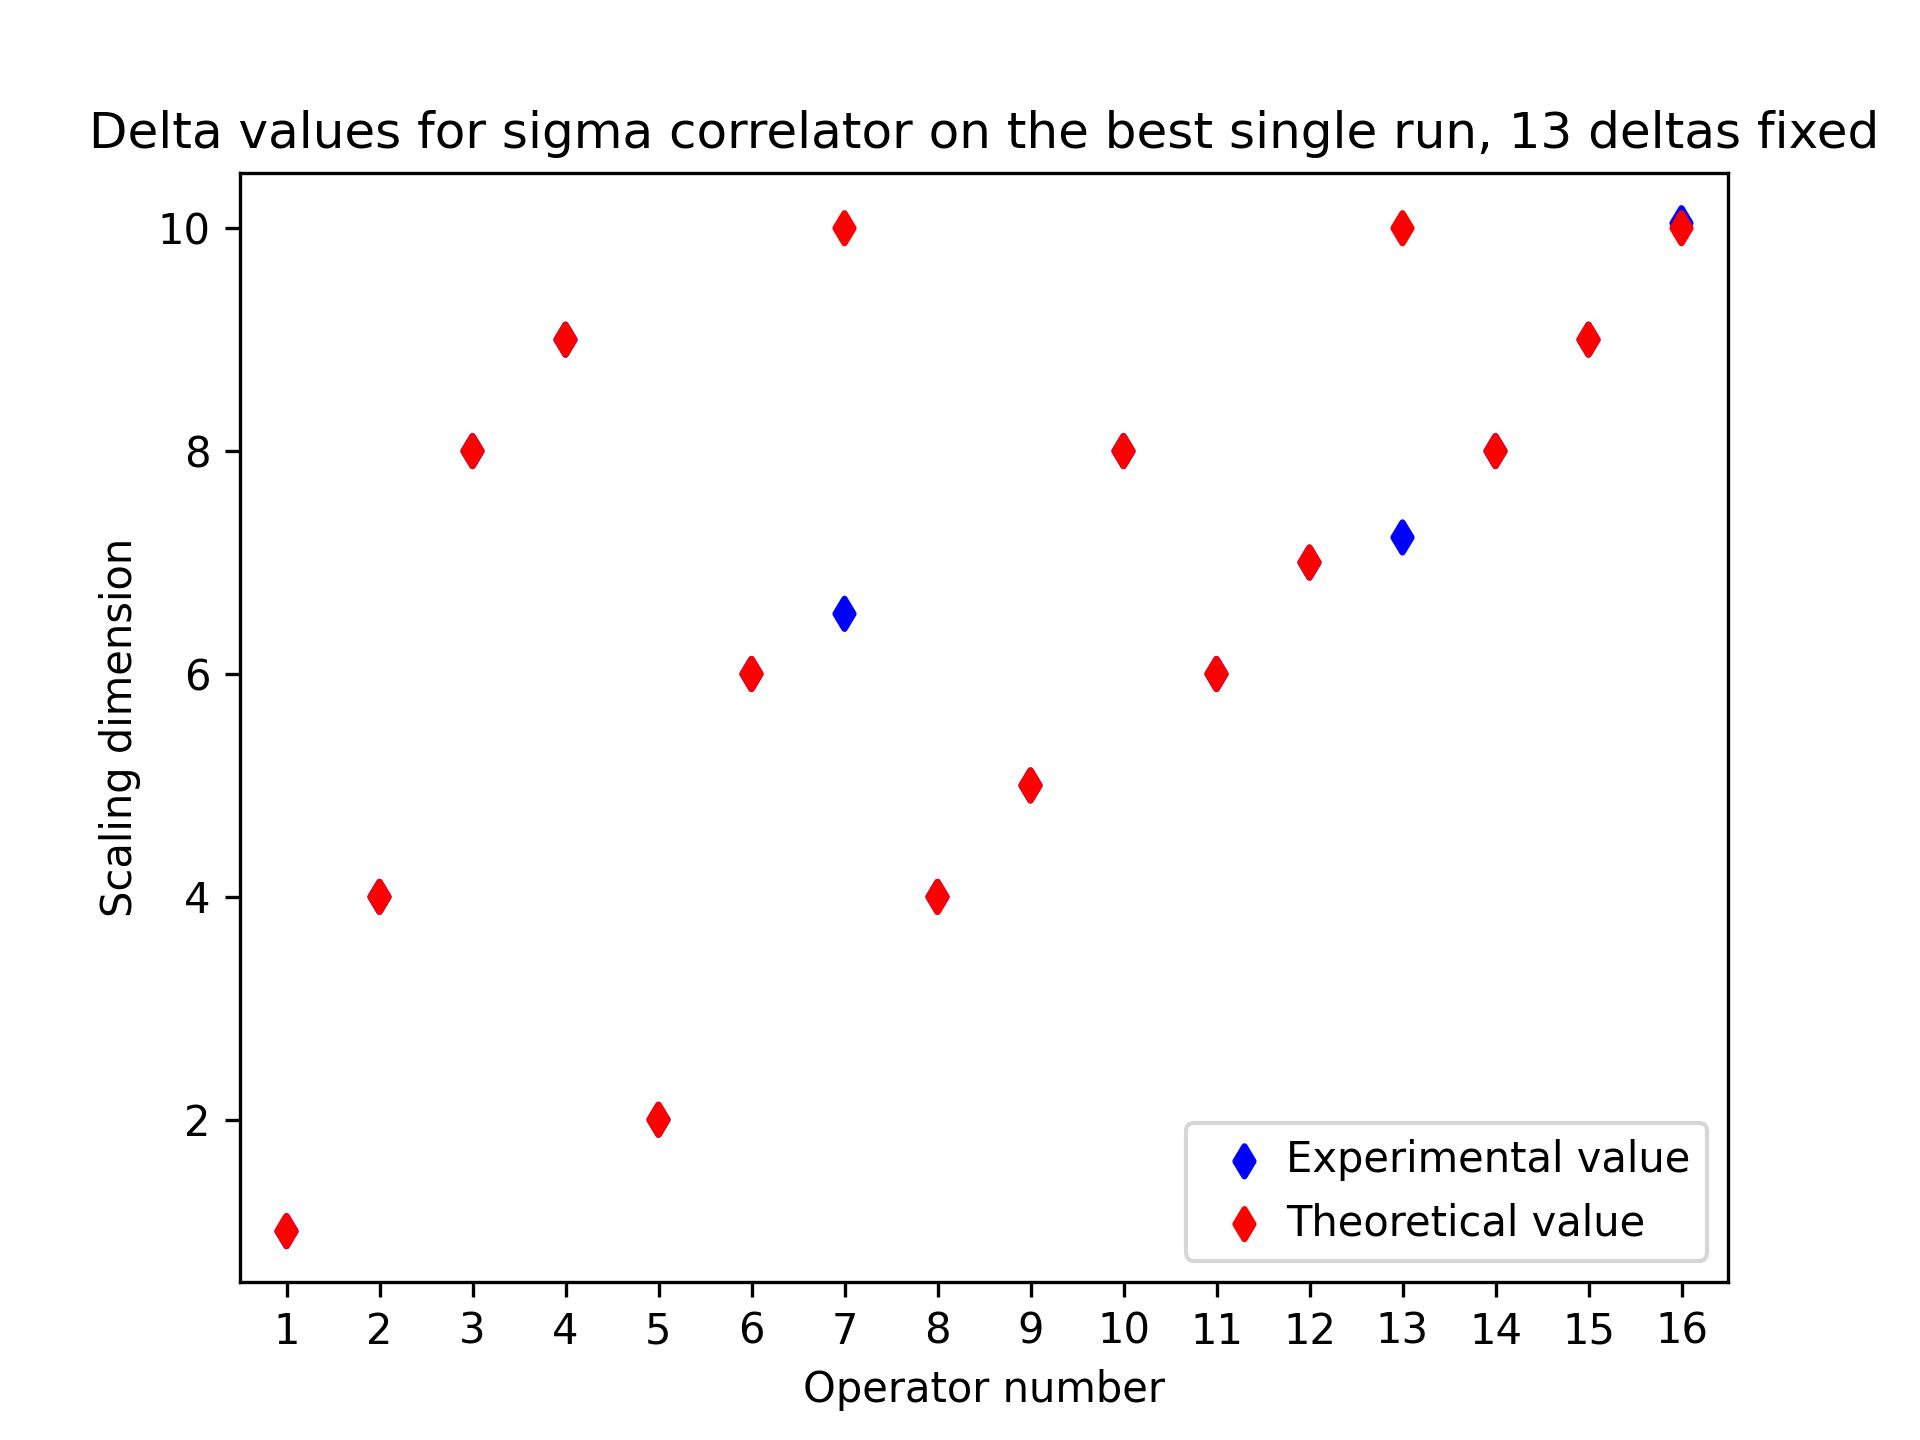 Delta values for sigma correlator on the best single run, 13 deltas fixed
10
8
6
4
2
Scaling dimension
Experimental value
Theoretical value
1 2 3 4 5 6 7 8 9 10 11 12 13 14 15 16
Operator number